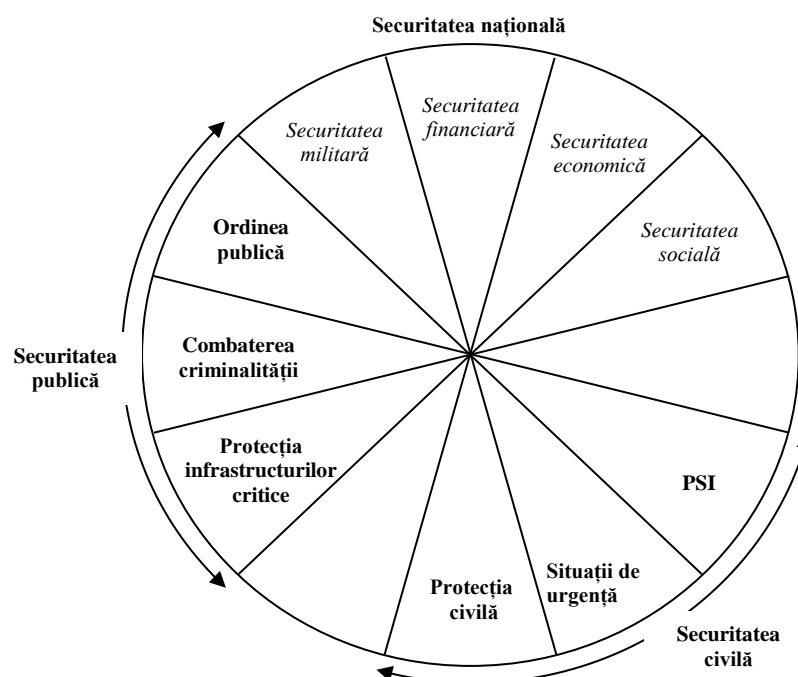 Securitatea națională
Securitatea
militară
Securitatea
financiară
Securitatea
economică
Securitatea
socială
Ordinea
publică
Combaterea
criminalității
Securitatea
publică
Protecția
infrastructurilor
critice
PSI
Protecția
civilă
Situații de
urgență
Securitatea
civilă